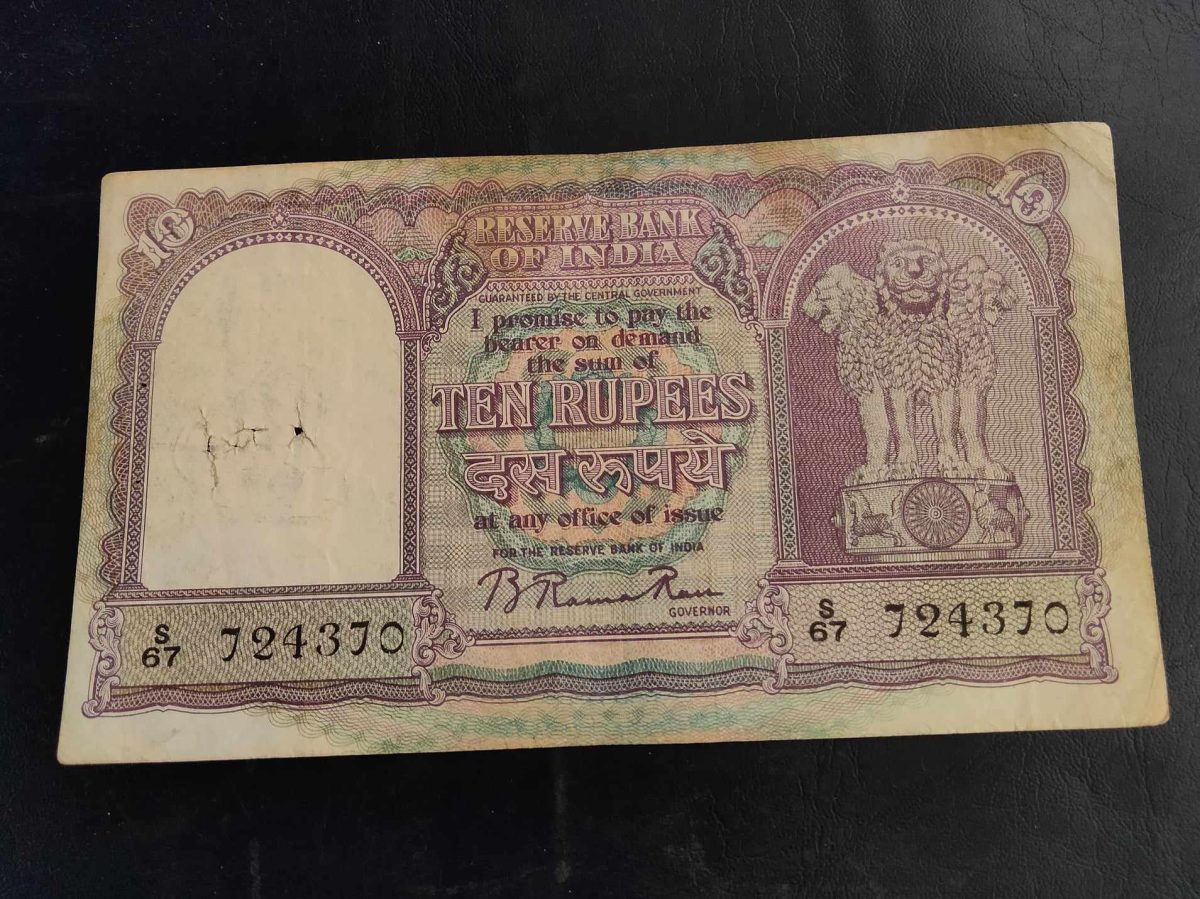 10
10
RESERVE BANK
OF INDIA
GUARANTEED BY THE CENTRAL GOVERNMENT
I promise to pay the
bearer on demand
the sum of
TEN RUPEES
दस रूपये
at any office of issue
FOR THE RESERVE BANK OF INDIA
B Rama Rau
GOVERNOR
S
67 724370
S
67 724370